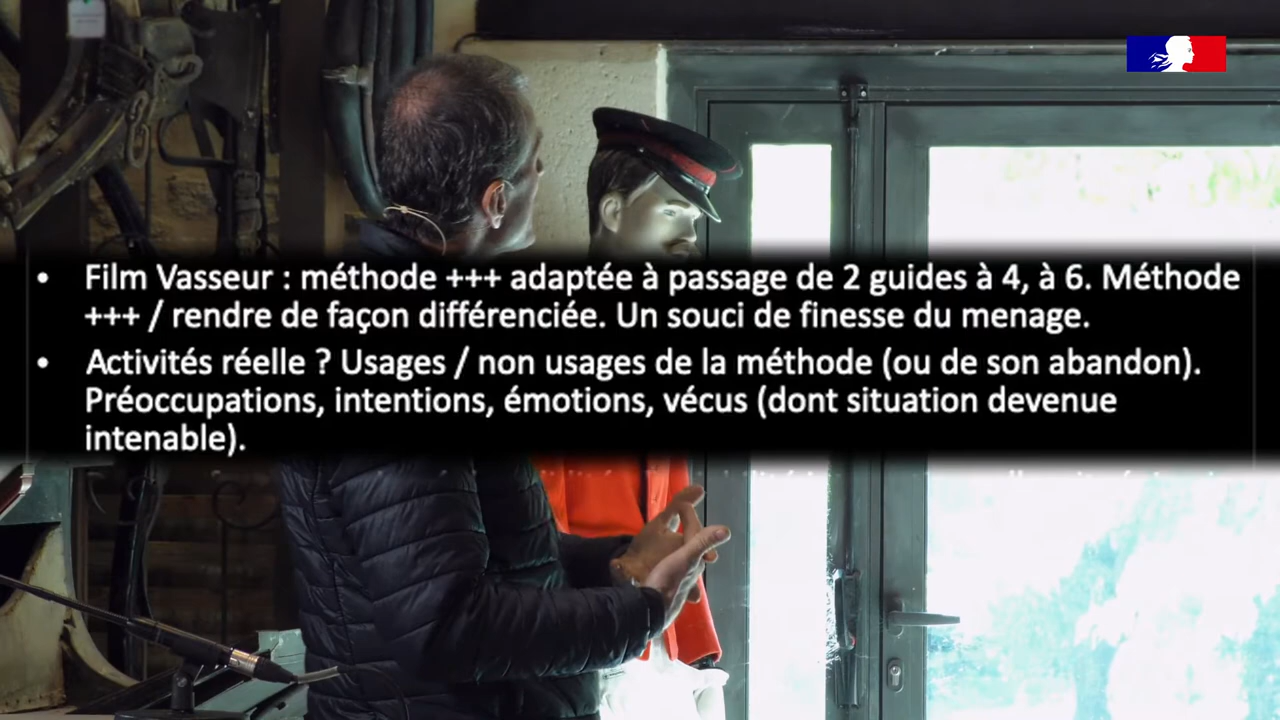 • Film Vasseur : méthode +++ adaptée à passage de 2 guides à 4, à 6. Méthode
+++ / rendre de façon différenciée. Un souci de finesse du menage.
• Activités réelle ? Usages / non usages de la méthode (ou de son abandon).
Préoccupations, intentions, émotions, vécus (dont situation devenue
intenable).